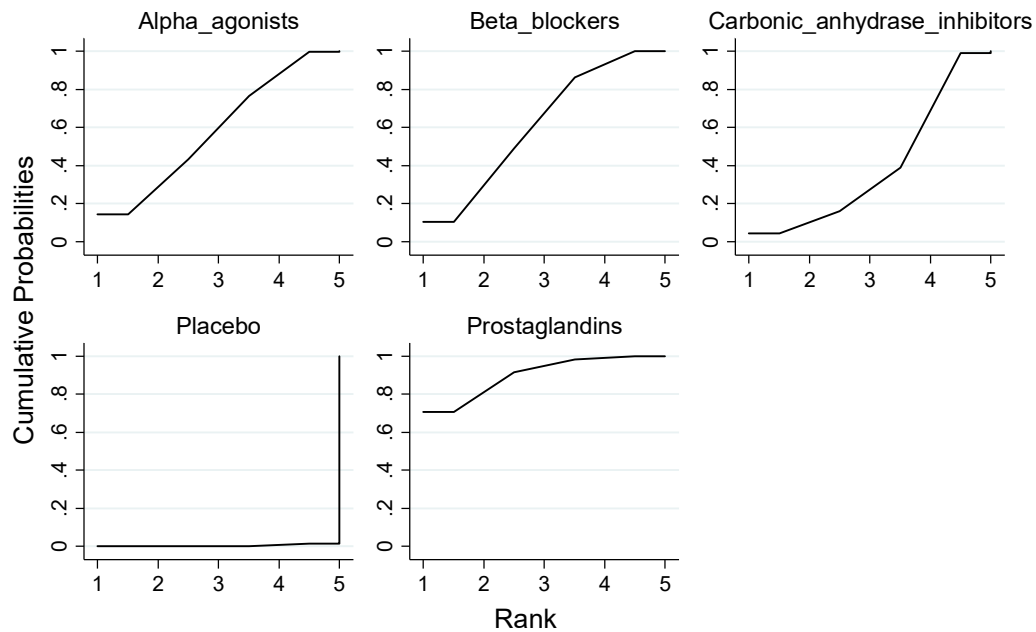 Alpha_agonists
Beta_blockers
Carbonic_anhydrase_inhibitors
Cumulative Probabilities
1
.8
.6
.4
.2
0
1 2 3 4 5
1
.8
.6
.4
.2
0
1 2 3 4 5
1
.8
.6
.4
.2
0
1 2 3 4 5
Placebo
Prostaglandins
1
.8
.6
.4
.2
0
1 2 3 4 5
1
.8
.6
.4
.2
0
1 2 3 4 5
Rank